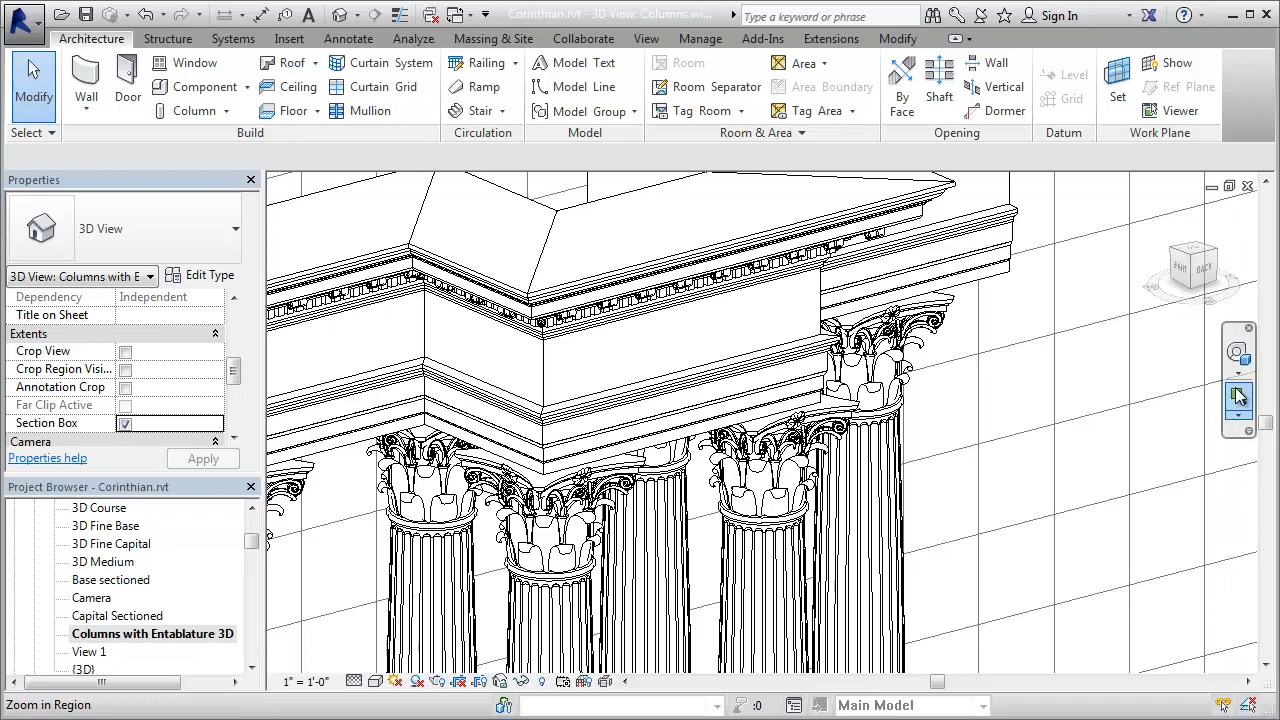 Corinthian.rvt - 3D View: Columns wi...
Type a keyword or phrase
Sign In
Architecture Structure Systems Insert Annotate Analyze Massing & Site Collaborate View Manage Add-Ins Extensions Modify
Modify
Select
Wall
Door
Window
Component
Column
Roof
Ceiling
Floor
Curtain System
Curtain Grid
Mullion
Build
Railing
Ramp
Stair
Circulation
Model Text
Model Line
Model Group
Model
Room
Room Separator
Tag Room
Area
Area Boundary
Tag Area
Room & Area
By
Face
Shaft
Wall
Vertical
Dormer
Opening
Level
Grid
Datum
Set
Show
Ref Plane
Viewer
Work Plane
Properties
3D View
3D View: Columns with E
Edit Type
Dependency Independent
Title on Sheet
Extents
Crop View
Crop Region Visi...
Annotation Crop
Far Clip Active
Section Box
Camera
Properties help
Apply
Project Browser - Corinthian.rvt
3D Course
3D Fine Base
3D Fine Capital
3D Medium
Base sectioned
Camera
Capital Sectioned
Columns with Entablature 3D
View 1
{3D}
BACK
1" = 1'-0"
Zoom in Region
:0
Main Model